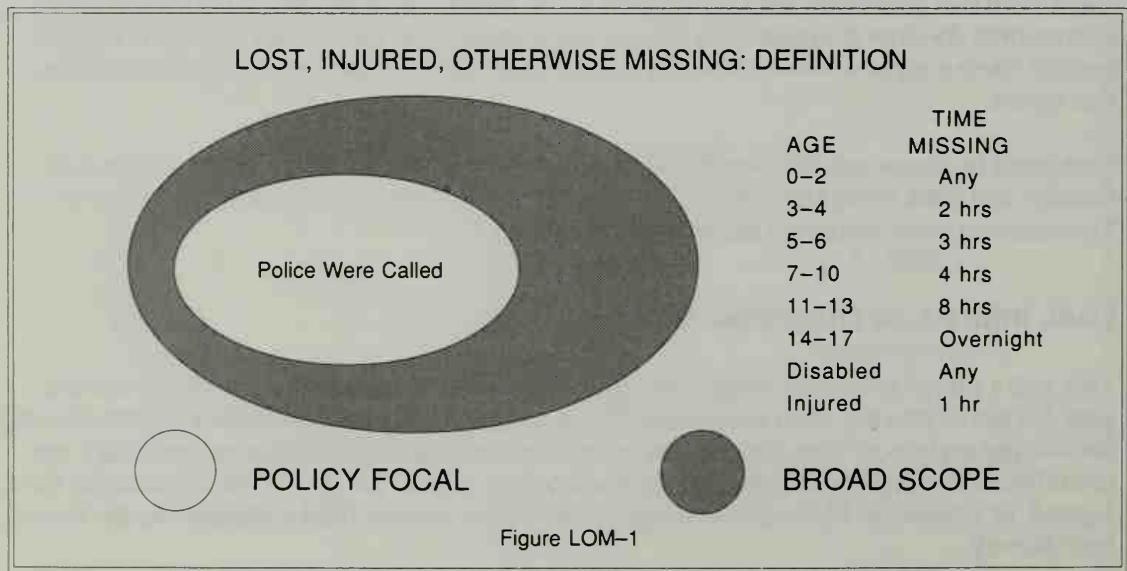 LOST, INJURED, OTHERWISE MISSING: DEFINITION
Police Were Called
AGE TIME MISSING
0–2 Any
3–4 2 hrs
5–6 3 hrs
7–10 4 hrs
11–13 8 hrs
14–17 Overnight
Disabled Any
Injured 1 hr
POLICY FOCAL
BROAD SCOPE
Figure LOM–1